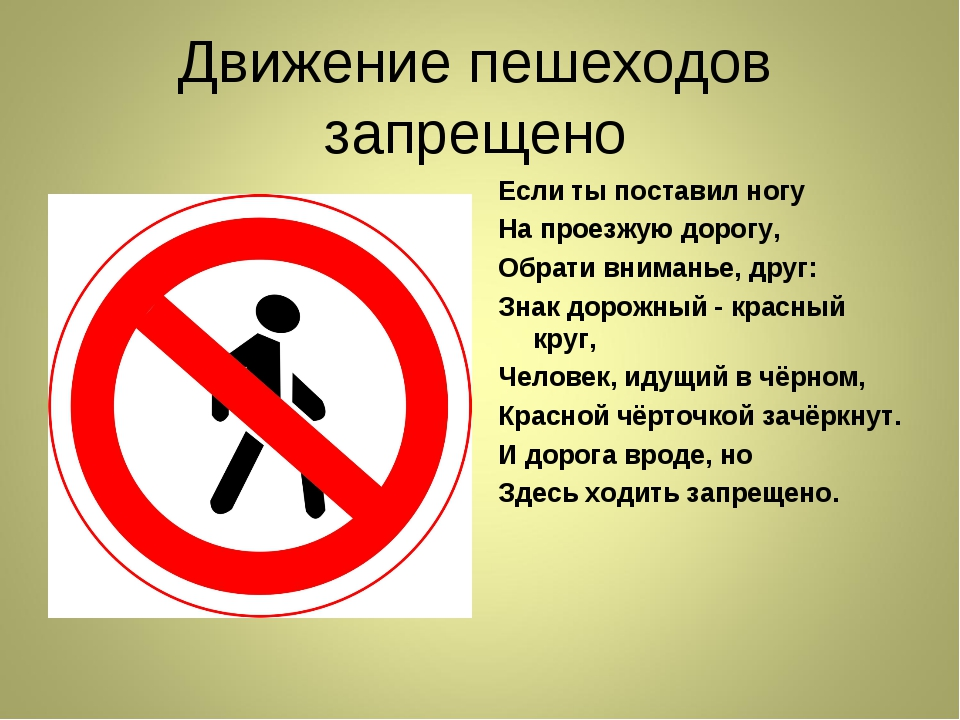 Движение пешеходов
запрещено
Если ты поставил ногу
На проезжую дорогу,
Обрати вниманье, друг:
Знак дорожный - красный
круг,
Человек, идущий в чёрном,
Красной чёрточкой зачёркнут.
И дорога вроде, но
Здесь ходить запрещено.